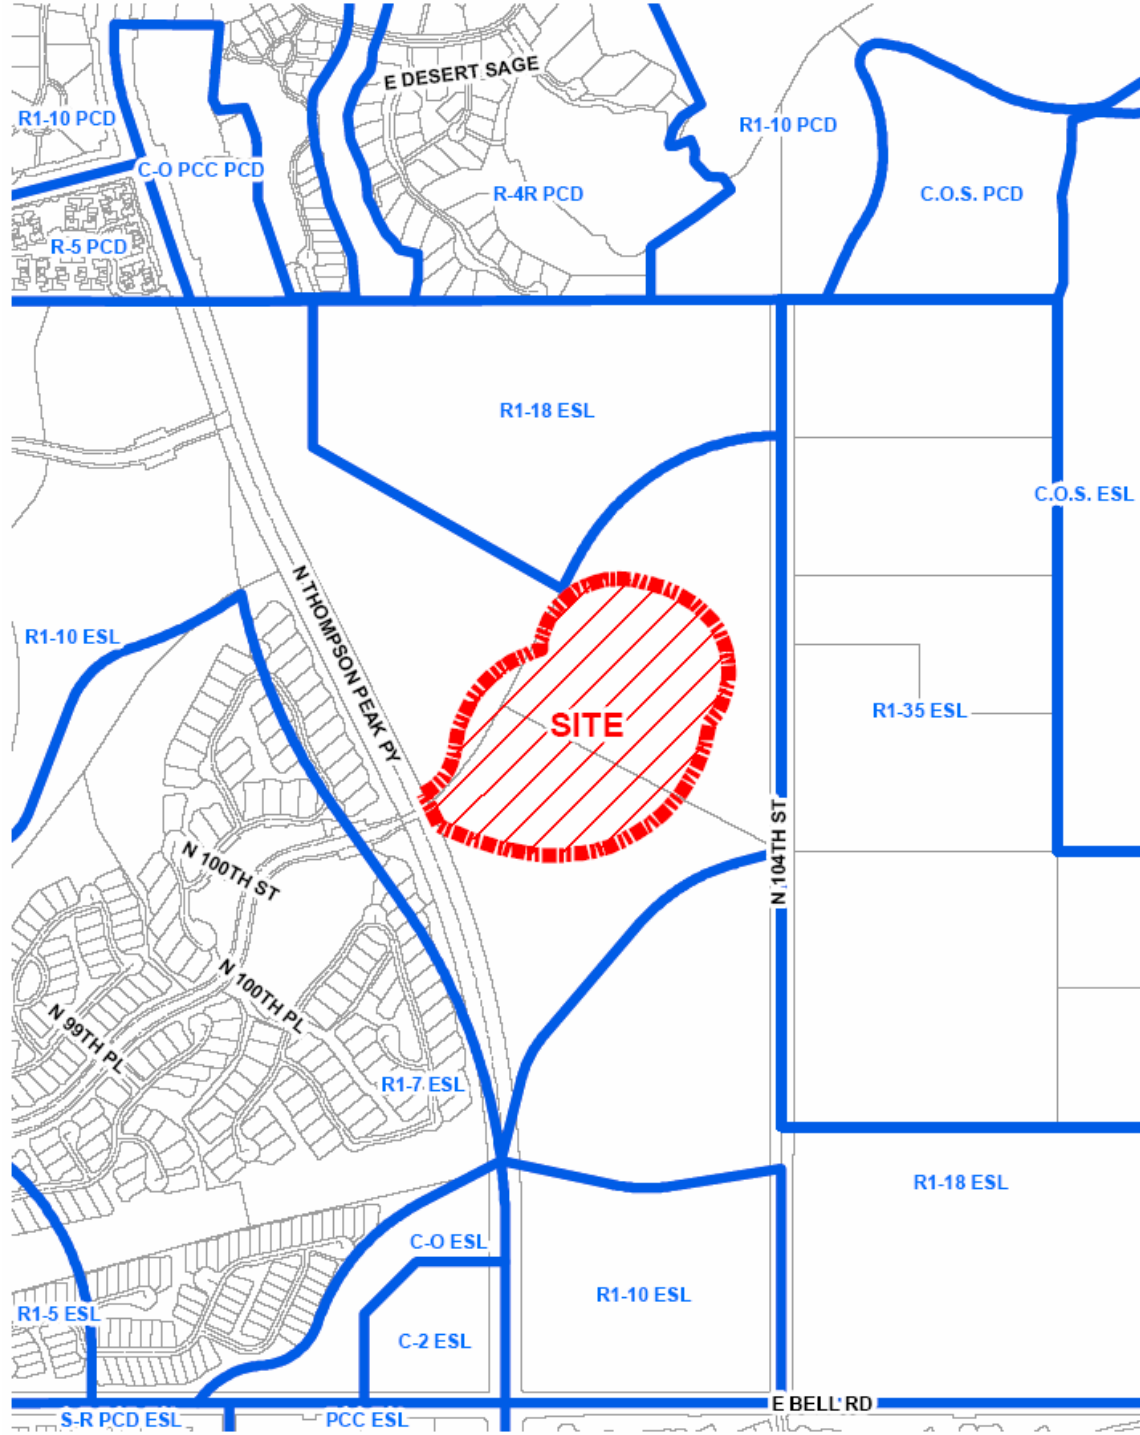 E DESERT SAGE
R1-10 PCD
R1-10 PCD
C-O PCC PCD
R-4R PCD
C.O.S. PCD
R-5 PCD
R1-18 ESL
C.O.S. ESL
N THOMPSON PEAK PY
R1-10 ESL
R1-35 ESL
SITE
N 104TH ST
N 100TH ST
N 100TH PL
N 99TH PL
R1-7 ESL
R1-18 ESL
C-O ESL
R1-10 ESL
R1-5 ESL
C-2 ESL
E BELL RD
S-R PCD ESL
PCC ESL